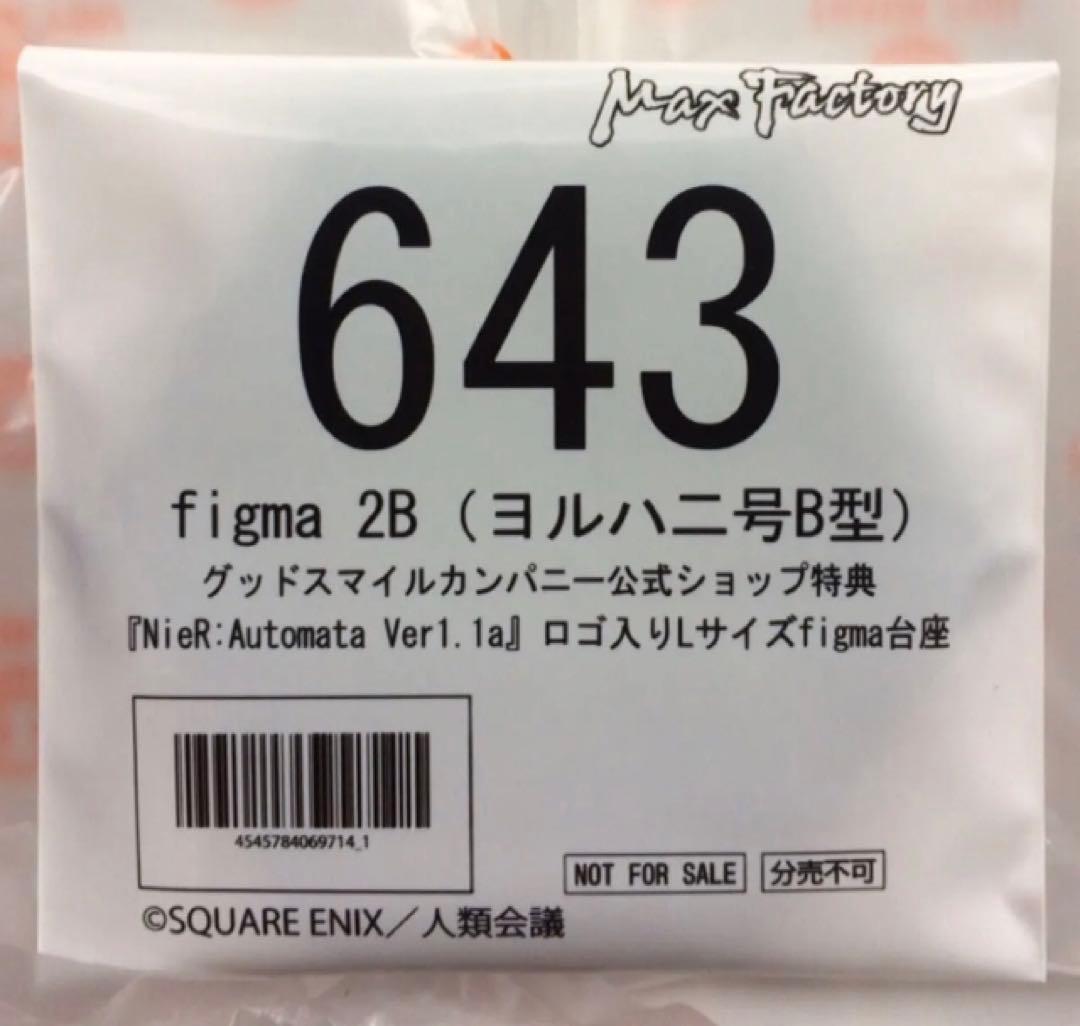 Max Factory
643
figma 2B（ヨルハ二号B型）
グッドスマイルカンパニー公式ショップ特典
『NieR:Automata Ver1.1a』ロゴ入りLサイズfigma台座
4545784069714_1
NOT FOR SALE 分売不可
©SQUARE ENIX／人類会議